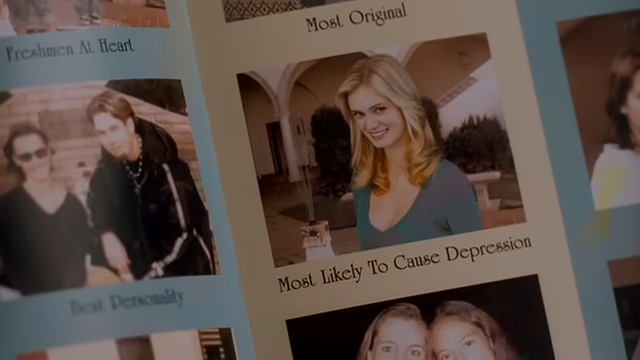 Most Original
Freshmen At Heart
Most Likely To Cause Depression
Best Personality